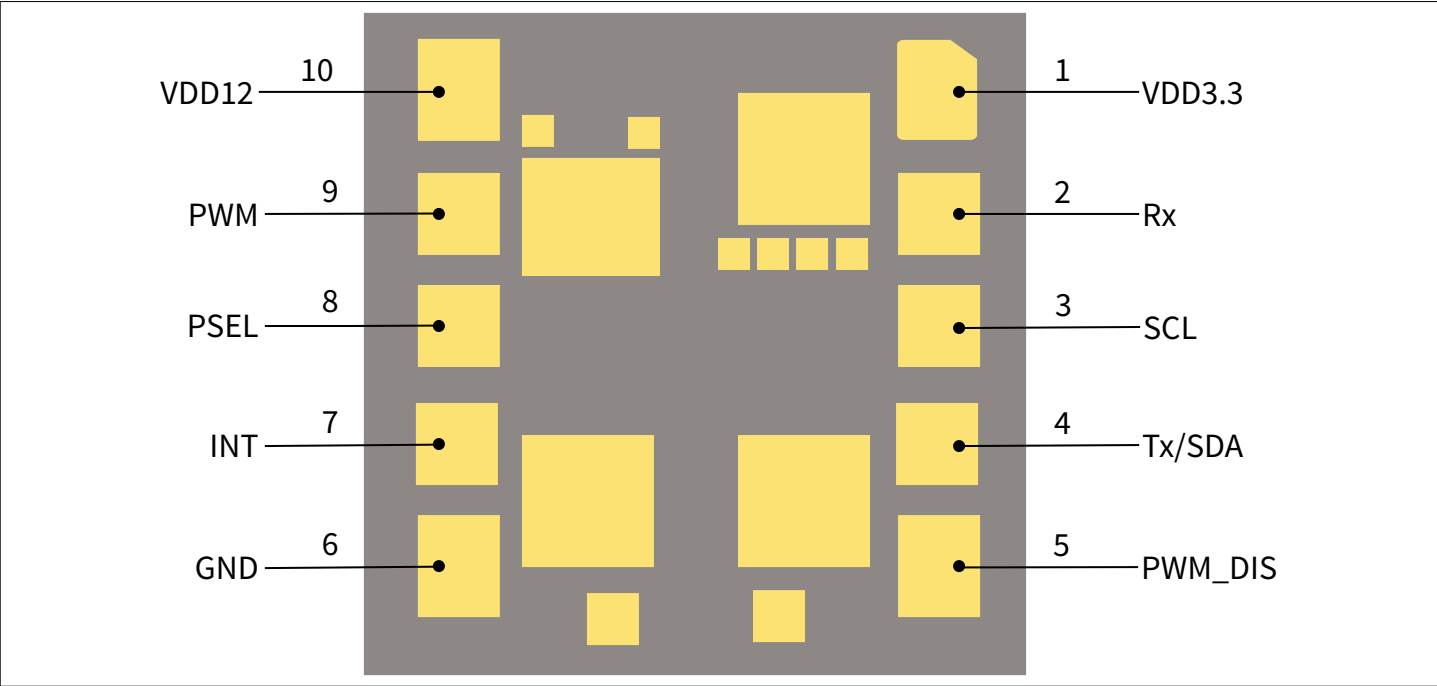 10
VDD12
1
VDD3.3
9
PWM
2
Rx
8
PSEL
3
SCL
7
INT
4
Tx/SDA
6
GND
5
PWM_DIS